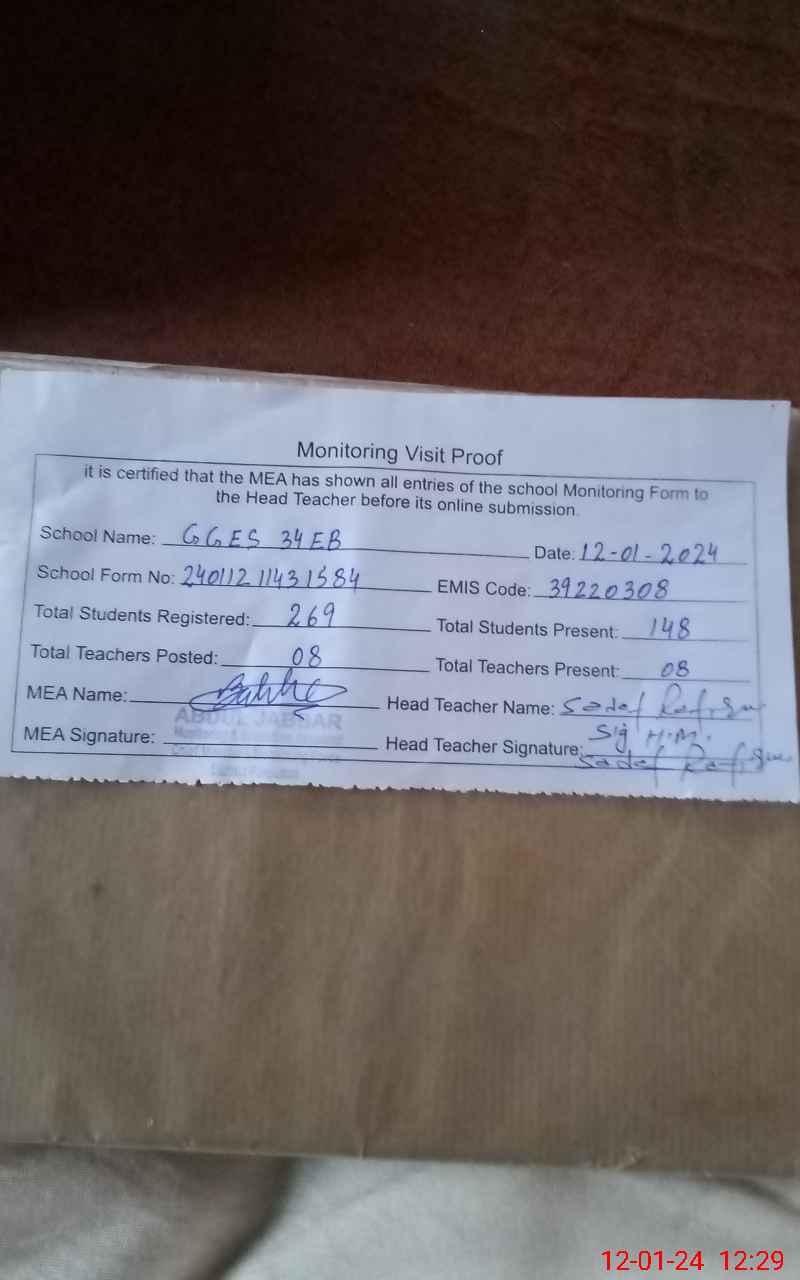 Monitoring Visit Proof
it is certified that the MEA has shown all entries of the school Monitoring Form to
the Head Teacher before its online submission.
School Name: GGES 34EB Date: 12-01-2024
School Form No: 24011211431584 EMIS Code: 39220308
Total Students Registered: 269 Total Students Present: 148
Total Teachers Posted: 08 Total Teachers Present: 08
MEA Name: Head Teacher Name: Sadef Rafique
ABDUL JABBAR
MEA Signature: Head Teacher Signature: Sig H.M.
Sadef Rafique
12-01-24 12:29